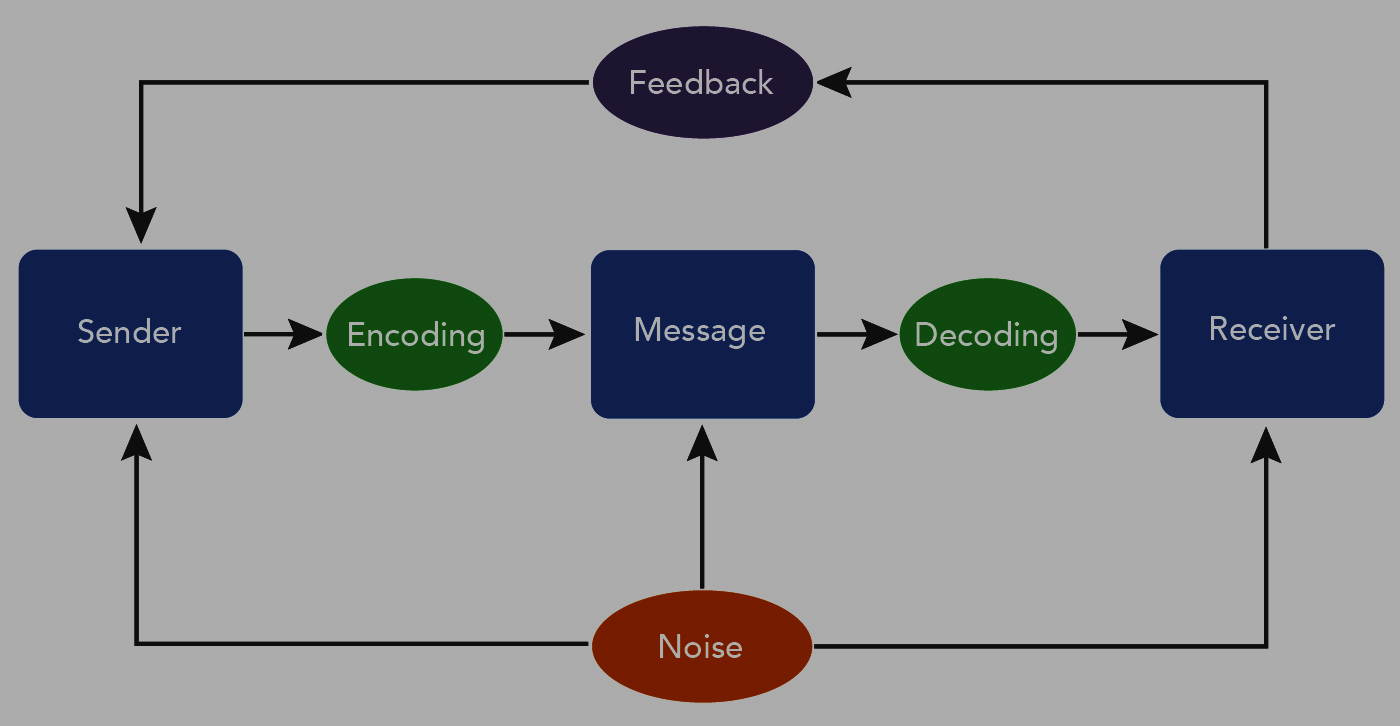 Feedback
Sender
Encoding
Message
Decoding
Receiver
Noise